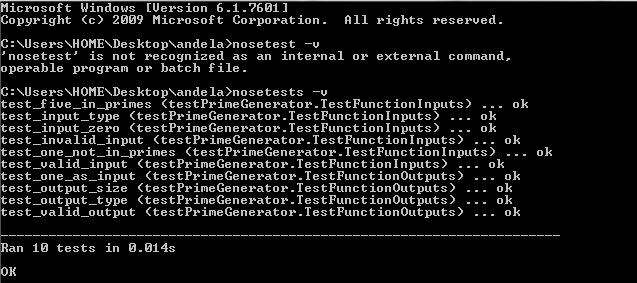 Microsoft Windows [Version 6.1.7601]
Copyright (c) 2009 Microsoft Corporation.  All rights reserved.
C:\Users\HOME\Desktop\andela>nosetest -v
'nosetest' is not recognized as an internal or external command,
operable program or batch file.
C:\Users\HOME\Desktop\andela>nosetests -v
test_five_in_primes (testPrimeGenerator.TestFunctionInputs) ... ok
test_input_type (testPrimeGenerator.TestFunctionInputs) ... ok
test_input_zero (testPrimeGenerator.TestFunctionInputs) ... ok
test_invalid_input (testPrimeGenerator.TestFunctionInputs) ... ok
test_one_not_in_primes (testPrimeGenerator.TestFunctionInputs) ... ok
test_valid_input (testPrimeGenerator.TestFunctionInputs) ... ok
test_one_as_input (testPrimeGenerator.TestFunctionOutputs) ... ok
test_output_size (testPrimeGenerator.TestFunctionOutputs) ... ok
test_output_type (testPrimeGenerator.TestFunctionOutputs) ... ok
test_valid_output (testPrimeGenerator.TestFunctionOutputs) ... ok
----------------------------------------------------------------------
Ran 10 tests in 0.014s
OK